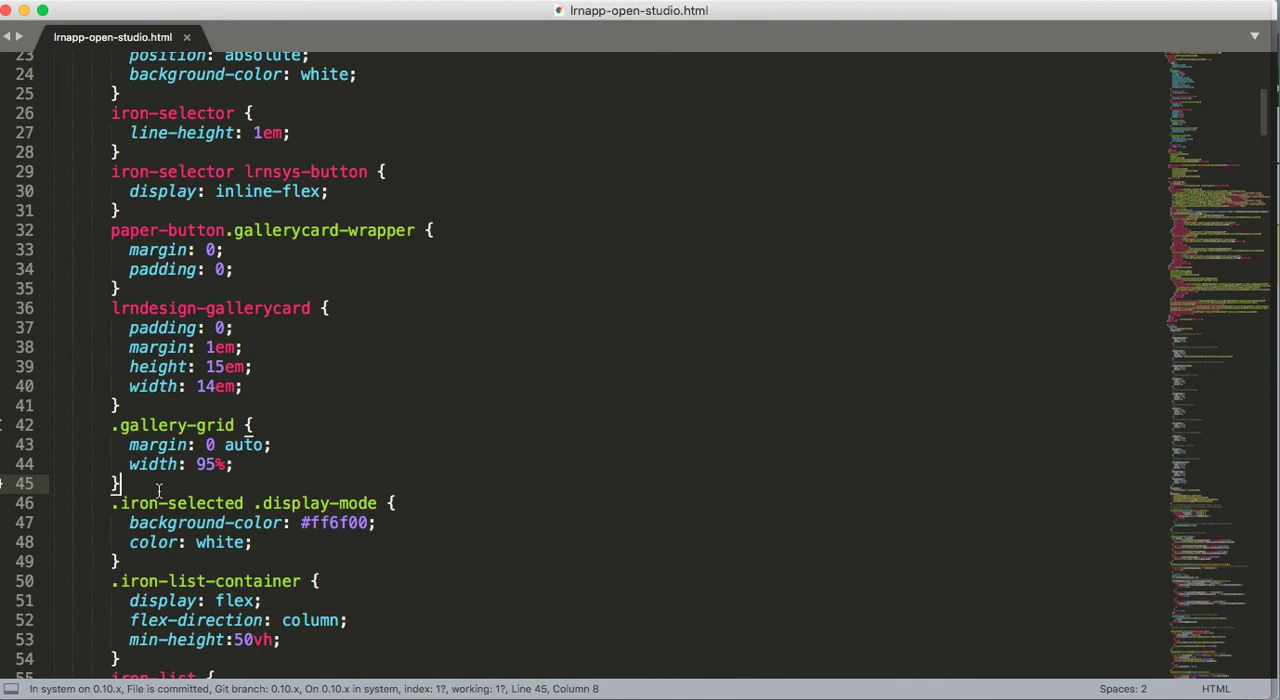 lrnapp-open-studio.html
lrnapp-open-studio.html ×
23 position: absolute;
24 background-color: white;
25 }
26 iron-selector {
27 line-height: 1em;
28 }
29 iron-selector lrnsys-button {
30 display: inline-flex;
31 }
32 paper-button.gallerycard-wrapper {
33 margin: 0;
34 padding: 0;
35 }
36 lrndesign-gallerycard {
37 padding: 0;
38 margin: 1em;
39 height: 15em;
40 width: 14em;
41 }
42 .gallery-grid {
43 margin: 0 auto;
44 width: 95%;
45 }
46 .iron-selected .display-mode {
47 background-color: #ff6f00;
48 color: white;
49 }
50 .iron-list-container {
51 display: flex;
52 flex-direction: column;
53 min-height:50vh;
54 }
55 iron-list {
In system on 0.10.x, File is committed, Git branch: 0.10.x, On 0.10.x in system, index: 1?, working: 1?, Line 45, Column 8
Spaces: 2
HTML